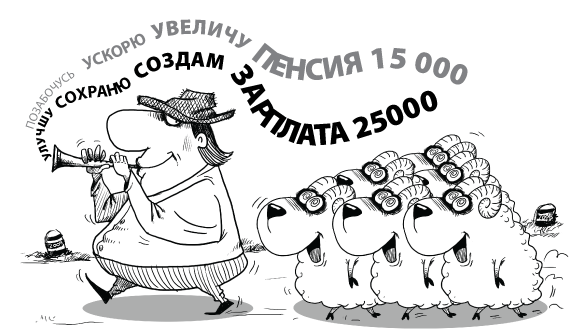 ПОЗАБОЧУСЬ УСКОРЮ УВЕЛИЧУ ПЕНСИЯ 15 000
УЛУЧШУ СОХРАНЮ СОЗДАМ ЗАРПЛАТА 25000